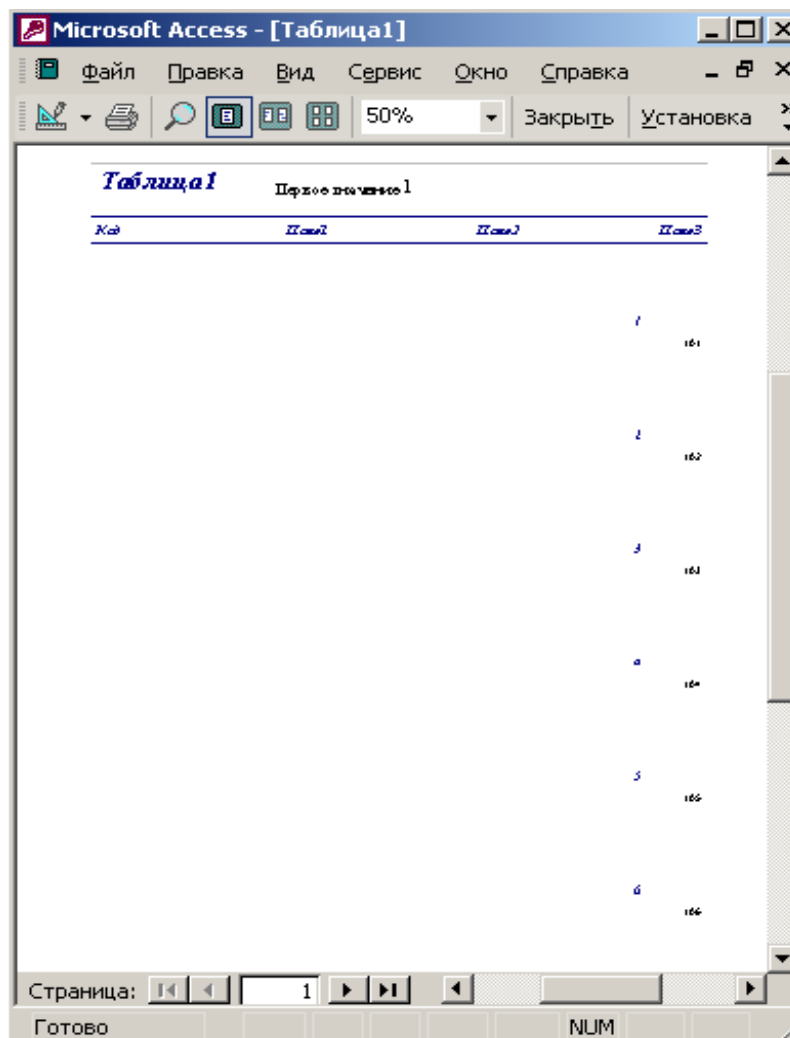 Microsoft Access - [Таблица1]
Файл Правка Вид Сервис Окно Справка
50% Закрыть Установка
Таблица1 Первое значение 1
Код Поле1 Поле2 Поле3
1
2
3
4
5
6
Страница: 1
Готово NUM